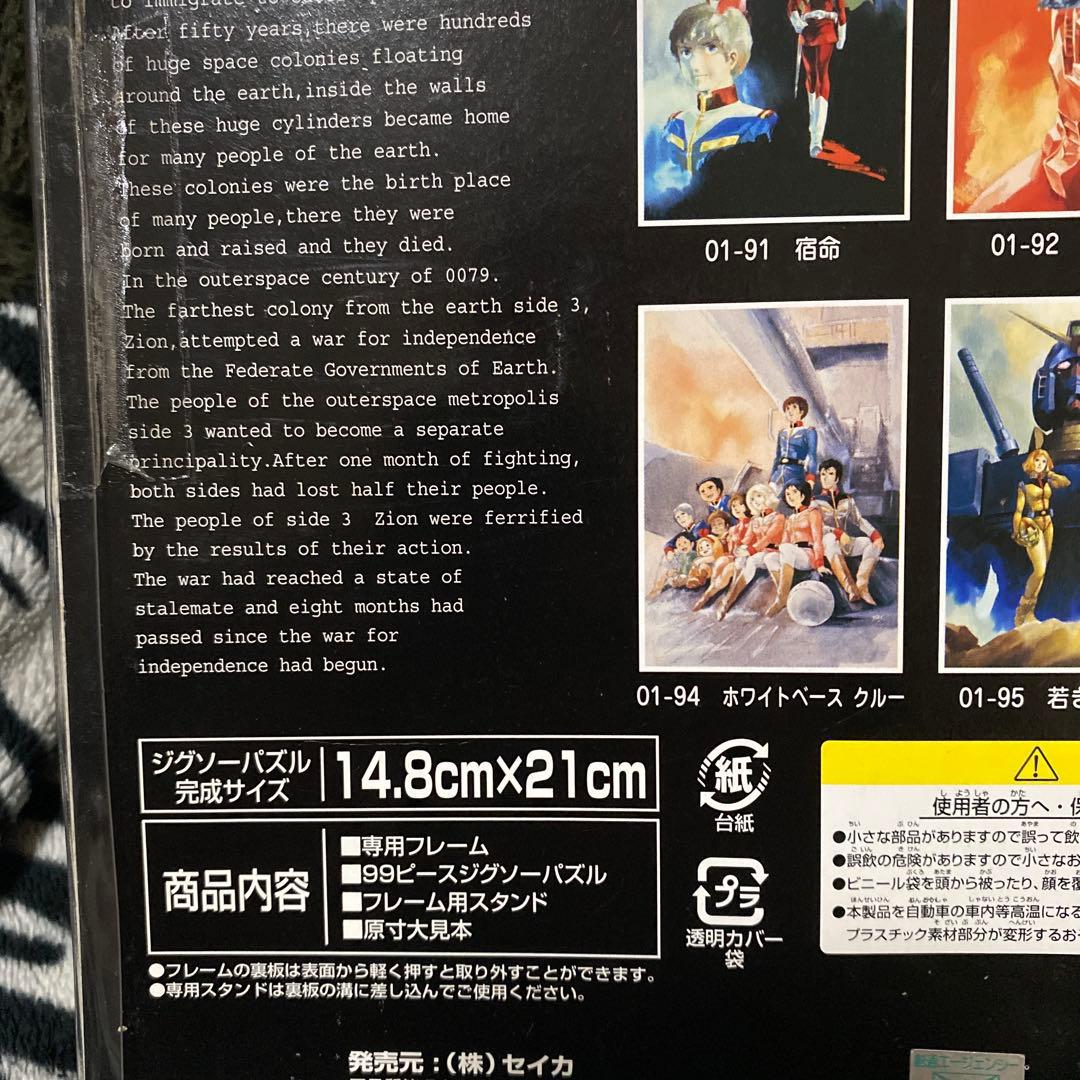 to immigrate to
After fifty years,there were hundreds
of huge space colonies floating
around the earth,inside the walls
of these huge cylinders became home
for many people of the earth.
These colonies were the birth place
of many people,there they were
born and raised and they died.
In the outerspace century of 0079.
The farthest colony from the earth side 3,
Zion,attempted a war for independence
from the Federate Governments of Earth.
The people of the outerspace metropolis
side 3 wanted to become a separate
principality.After one month of fighting,
both sides had lost half their people.
The people of side 3 Zion were ferrified
by the results of their action.
The war had reached a state of
stalemate and eight months had
passed since the war for
independence had begun.
01-91 宿命
01-92
01-94 ホワイトベース クルー
01-95 若き
ジグソーパズル
完成サイズ
14.8cm×21cm
商品内容
■専用フレーム
■99ピースジグソーパズル
■フレーム用スタンド
■原寸大見本
●フレームの裏板は表面から軽く押すと取り外すことができます。
●専用スタンドは裏板の溝に差し込んでご使用ください。
紙
台紙
プラ
透明カバー
袋
使用者の方へ・保
●小さな部品がありますので誤って飲
●誤飲の危険がありますので小さなお
●ビニール袋を頭から被ったり、顔を覆
●本製品を自動車の車内等高温になる
プラスチック素材部分が変形するお
発売元:(株)セイカ